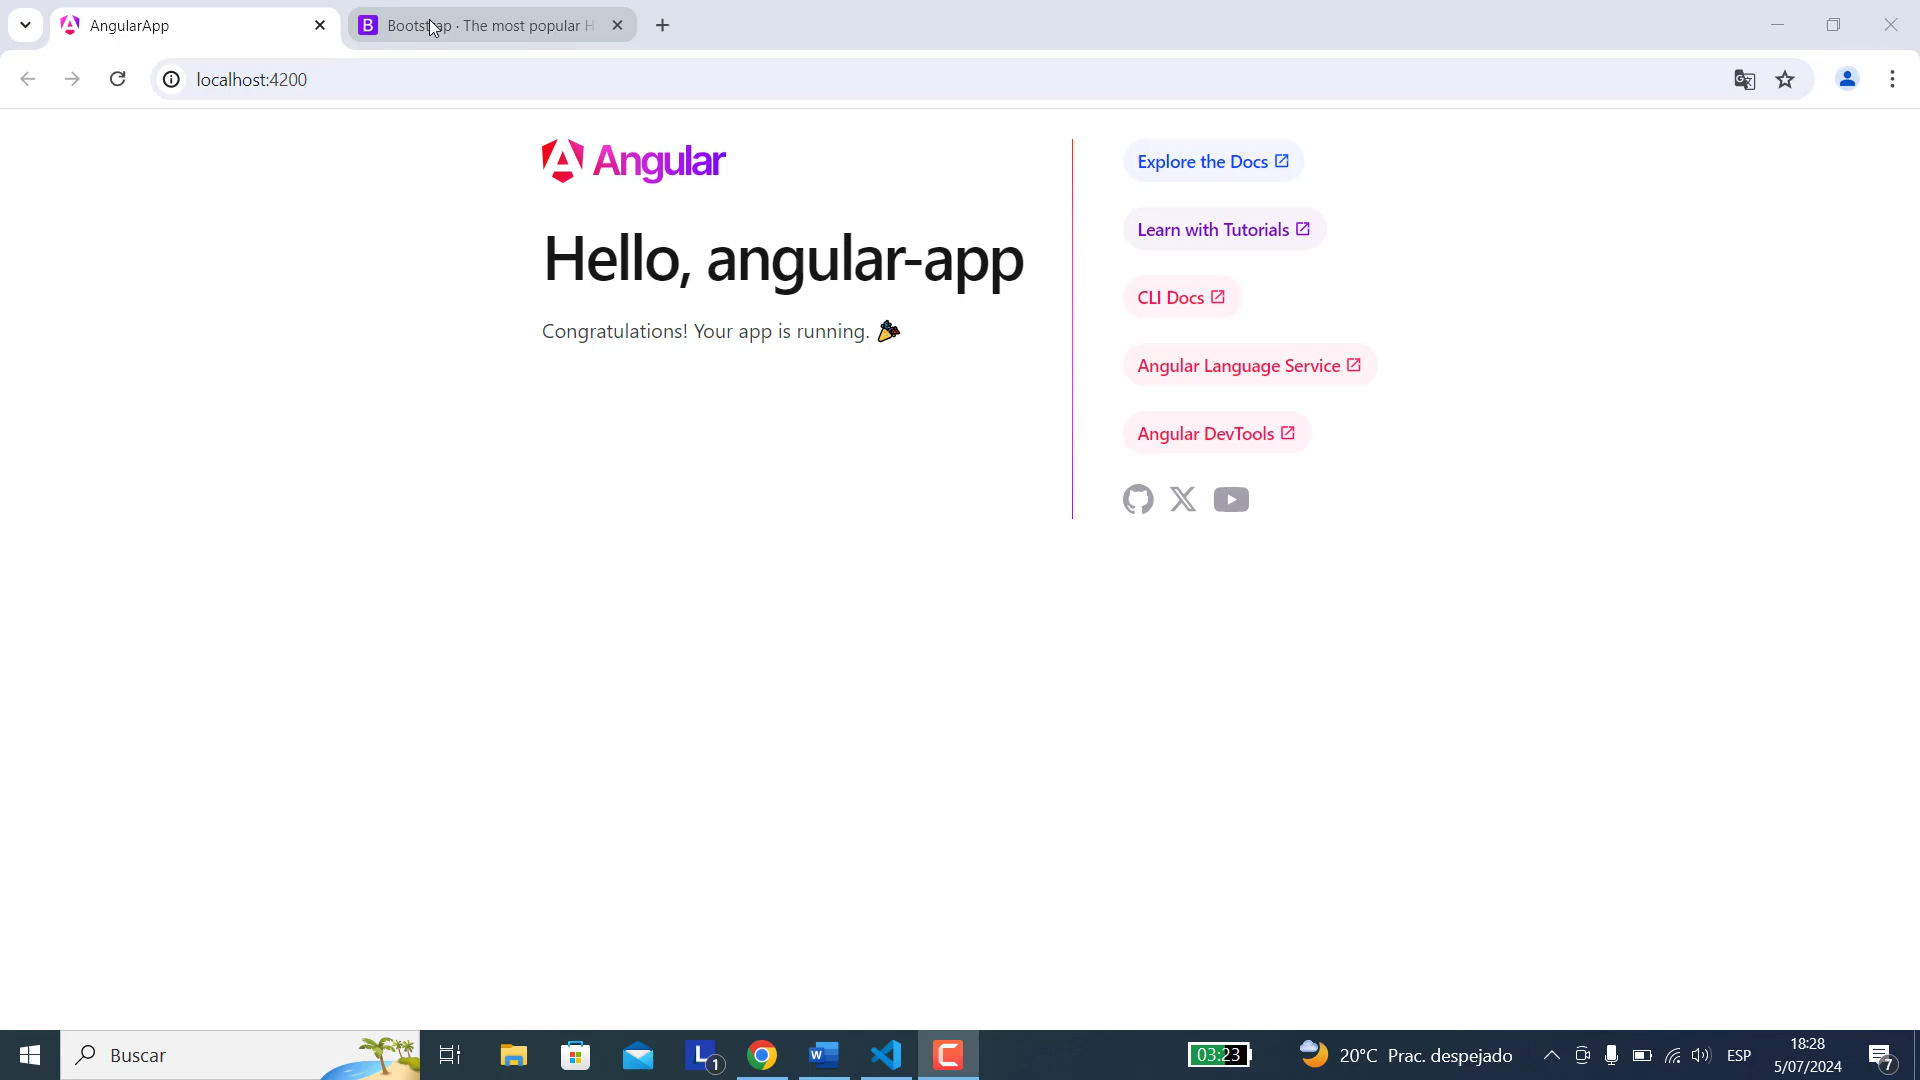 AngularApp
Bootstrap · The most popular H
localhost:4200
Angular
Hello, angular-app
Congratulations! Your app is running. 🎉
Explore the Docs
Learn with Tutorials
CLI Docs
Angular Language Service
Angular DevTools
Buscar
L 1
W
03:23
20°C Prac. despejado
ESP
18:28
5/07/2024
7